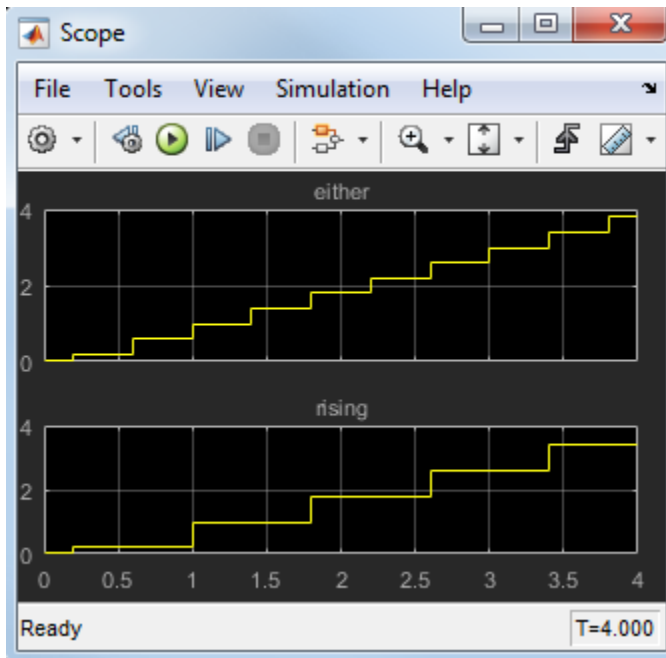 Scope
File Tools View Simulation Help
either
4
2
0
rising
4
2
0
0 0.5 1 1.5 2 2.5 3 3.5 4
Ready T=4.000